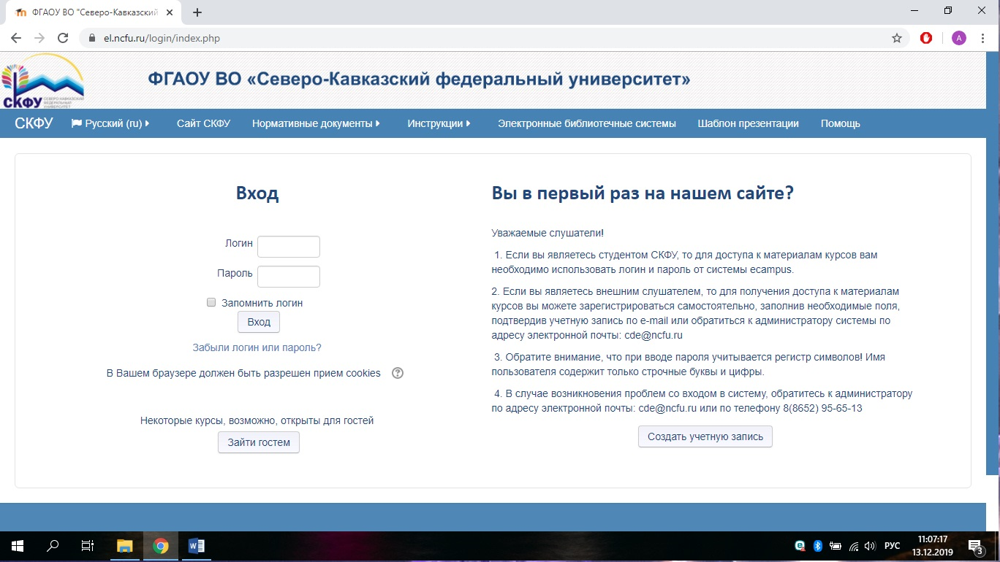 ФГАОУ ВО "Северо-Кавказский
el.ncfu.ru/login/index.php
A
СКФУ
СЕВЕРО-КАВКАЗСКИЙ
ФЕДЕРАЛЬНЫЙ
УНИВЕРСИТЕТ
ФГАОУ ВО «Северо-Кавказский федеральный университет»
СКФУ Русский (ru) Сайт СКФУ Нормативные документы Инструкции Электронные библиотечные системы Шаблон презентации Помощь
Вход
Логин
Пароль
Запомнить логин
Вход
Забыли логин или пароль?
В Вашем браузере должен быть разрешен прием cookies
Некоторые курсы, возможно, открыты для гостей
Зайти гостем
Вы в первый раз на нашем сайте?
Уважаемые слушатели!
1. Если вы являетесь студентом СКФУ, то для доступа к материалам курсов вам
необходимо использовать логин и пароль от системы ecampus.
2. Если вы являетесь внешним слушателем, то для получения доступа к материалам
курсов вы можете зарегистрироваться самостоятельно, заполнив необходимые поля,
подтвердив учетную запись по e-mail или обратиться к администратору системы по
адресу электронной почты: cde@ncfu.ru
3. Обратите внимание, что при вводе пароля учитывается регистр символов! Имя
пользователя содержит только строчные буквы и цифры.
4. В случае возникновения проблем со входом в систему, обратитесь к администратору
по адресу электронной почты: cde@ncfu.ru или по телефону 8(8652) 95-65-13
Создать учетную запись
РУС
11:07:17
13.12.2019
3